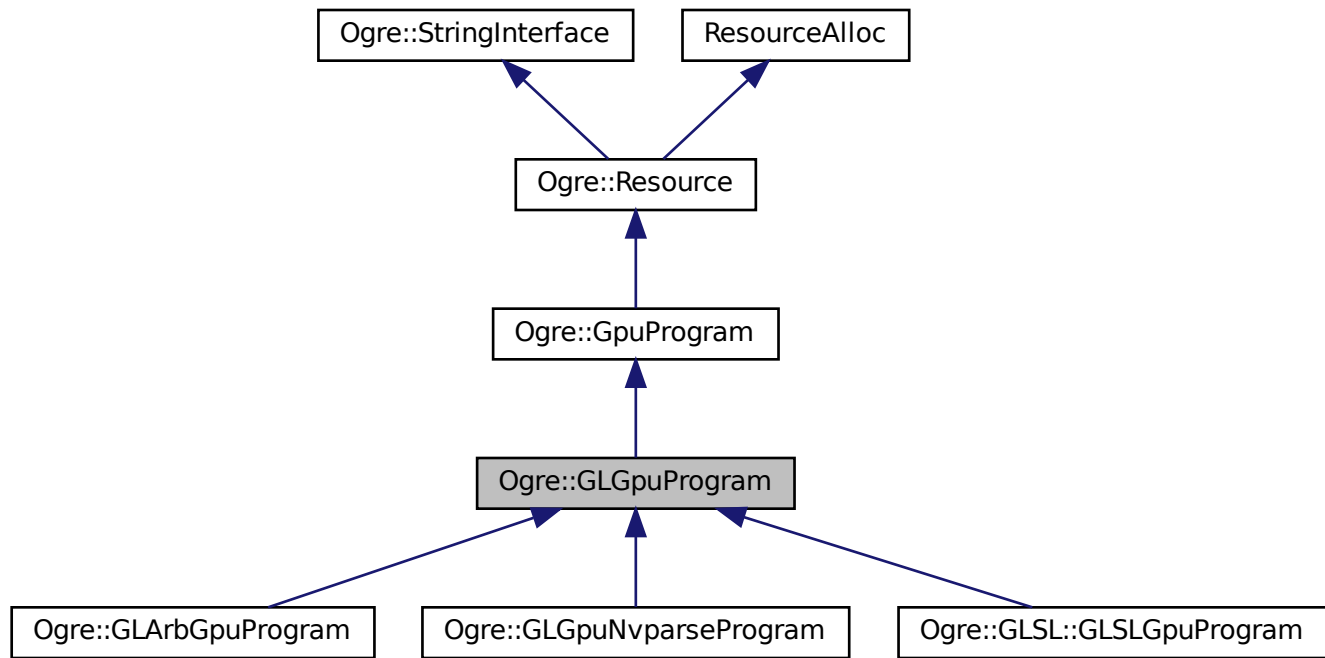 Ogre::StringInterface
ResourceAlloc
Ogre::Resource
Ogre::GpuProgram
Ogre::GLGpuProgram
Ogre::GLArbGpuProgram
Ogre::GLGpuNvparseProgram
Ogre::GLSL::GLSLGpuProgram